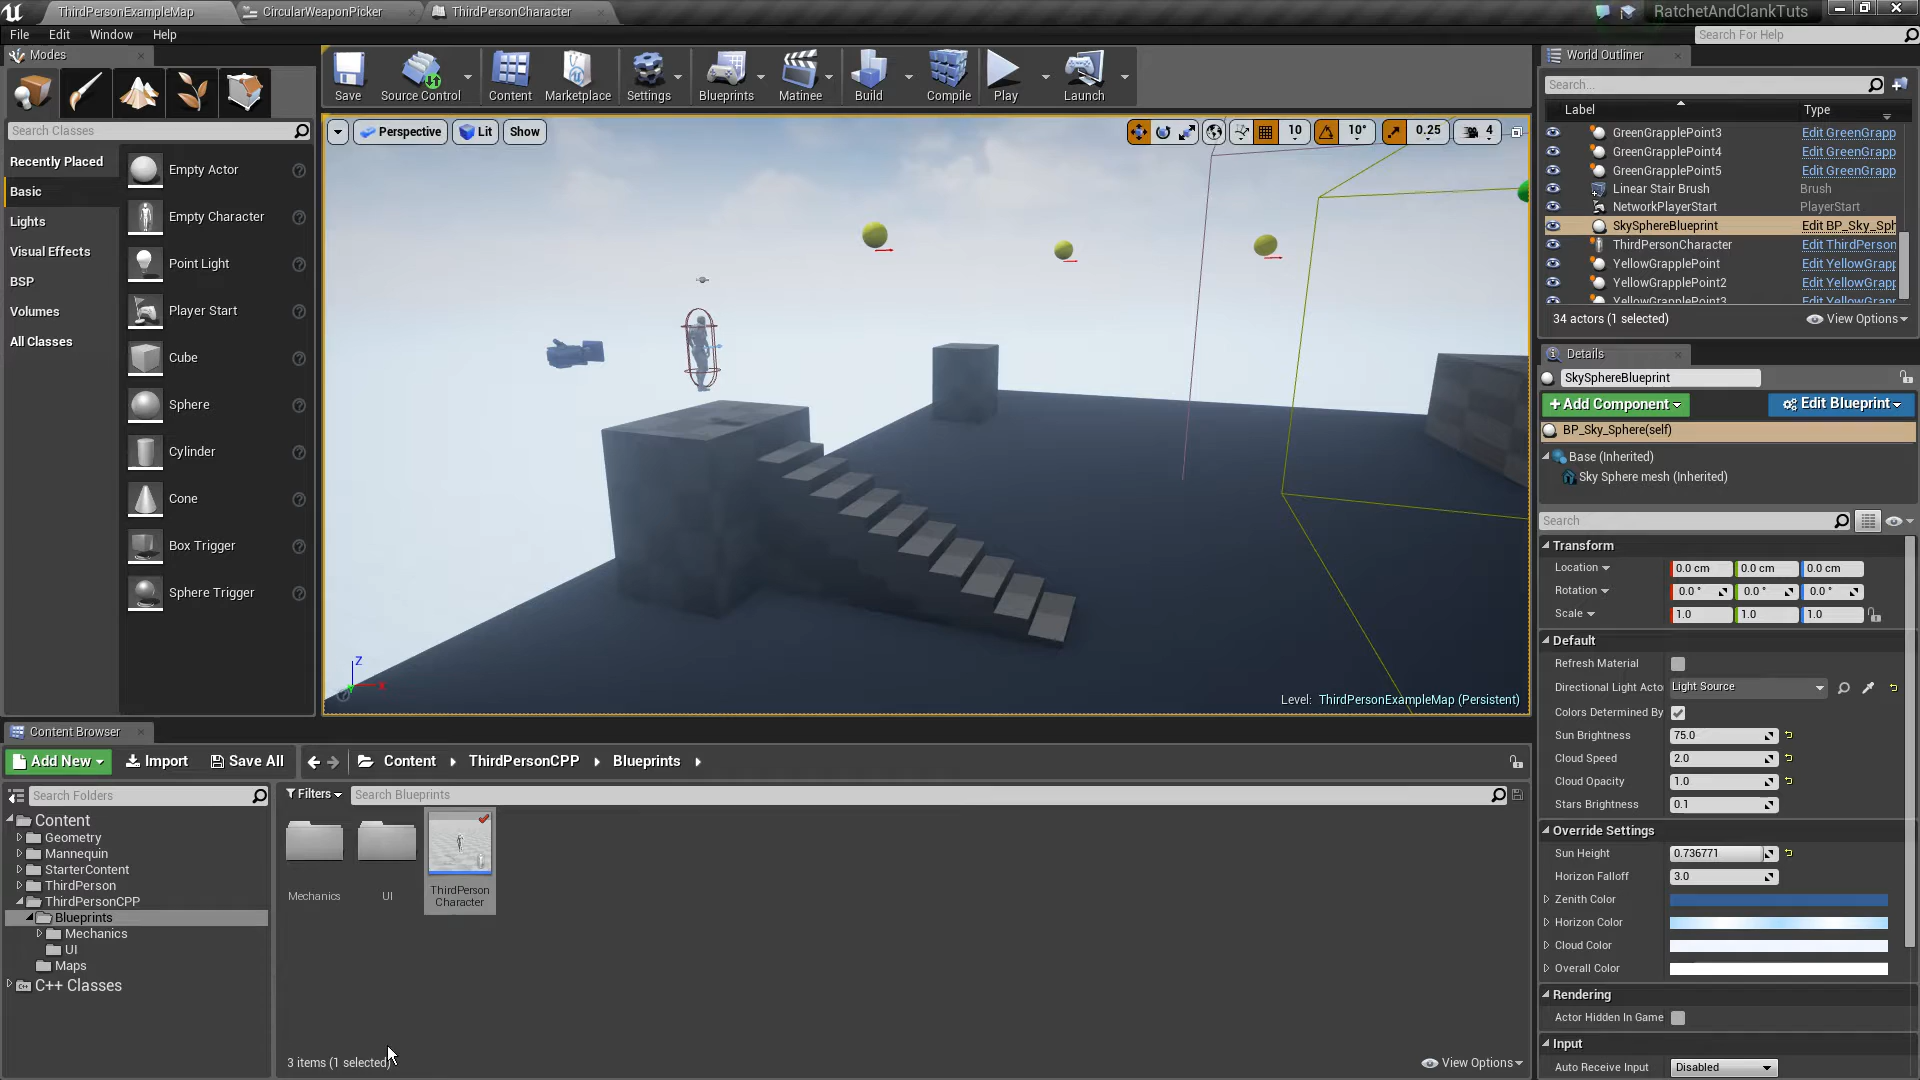 ThirdPersonExampleMap
CircularWeaponPicker
ThirdPersonCharacter
RatchetAndClankTuts
File Edit Window Help
Search For Help
Modes
Search Classes
Recently Placed
Basic
Lights
Visual Effects
BSP
Volumes
All Classes
Empty Actor
Empty Character
Point Light
Player Start
Cube
Sphere
Cylinder
Cone
Box Trigger
Sphere Trigger
Save Source Control Content Marketplace Settings Blueprints Matinee Build Compile Play Launch
Perspective Lit Show
10 10° 0.25 4
Z
X
Level: ThirdPersonExampleMap (Persistent)
World Outliner
Search...
Label Type
GreenGrapplePoint3 Edit GreenGrapp
GreenGrapplePoint4 Edit GreenGrapp
GreenGrapplePoint5 Edit GreenGrapp
Linear Stair Brush Brush
NetworkPlayerStart PlayerStart
SkySphereBlueprint Edit BP_Sky_Sph
ThirdPersonCharacter Edit ThirdPerson
YellowGrapplePoint Edit YellowGrapp
YellowGrapplePoint2 Edit YellowGrapp
YellowGrapplePoint3 Edit YellowGrapp
34 actors (1 selected) View Options
Details
SkySphereBlueprint
+Add Component Edit Blueprint
BP_Sky_Sphere(self)
Base (Inherited)
Sky Sphere mesh (Inherited)
Search
Transform
Location 0.0 cm 0.0 cm 0.0 cm
Rotation 0.0 ° 0.0 ° 0.0 °
Scale 1.0 1.0 1.0
Default
Refresh Material
Directional Light Acto Light Source
Colors Determined By
Sun Brightness 75.0
Cloud Speed 2.0
Cloud Opacity 1.0
Stars Brightness 0.1
Override Settings
Sun Height 0.736771
Horizon Falloff 3.0
Zenith Color
Horizon Color
Cloud Color
Overall Color
Rendering
Actor Hidden In Game
Input
Auto Receive Input Disabled
Content Browser
Add New Import Save All Content ThirdPersonCPP Blueprints
Search Folders
Filters Search Blueprints
Content
Geometry
Mannequin
StarterContent
ThirdPerson
ThirdPersonCPP
Blueprints
Mechanics
UI
Maps
C++ Classes
Mechanics
UI
ThirdPerson
Character
3 items (1 selected)
View Options